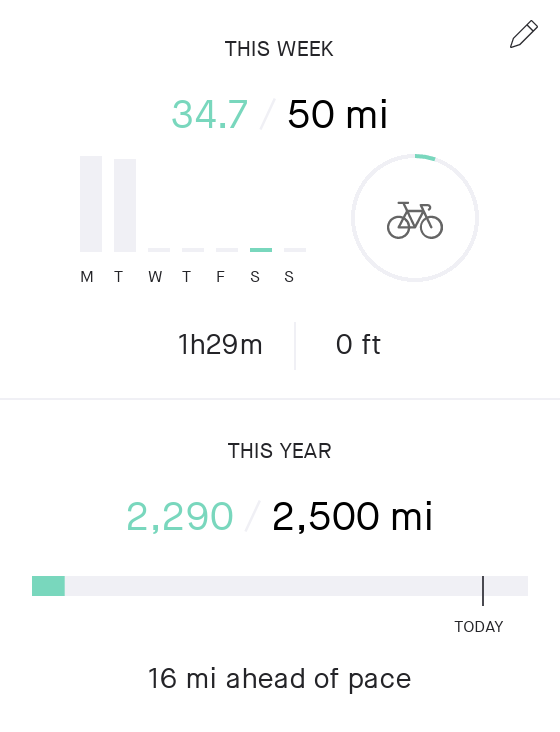 THIS WEEK
34.7 / 50 mi
M T W T F S S
1h29m 0 ft
THIS YEAR
2,290 / 2,500 mi
TODAY
16 mi ahead of pace